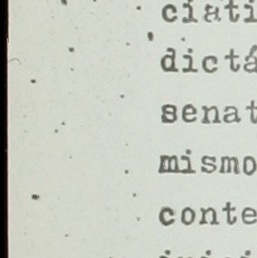 ciati
dictá
senat
mismo
conte